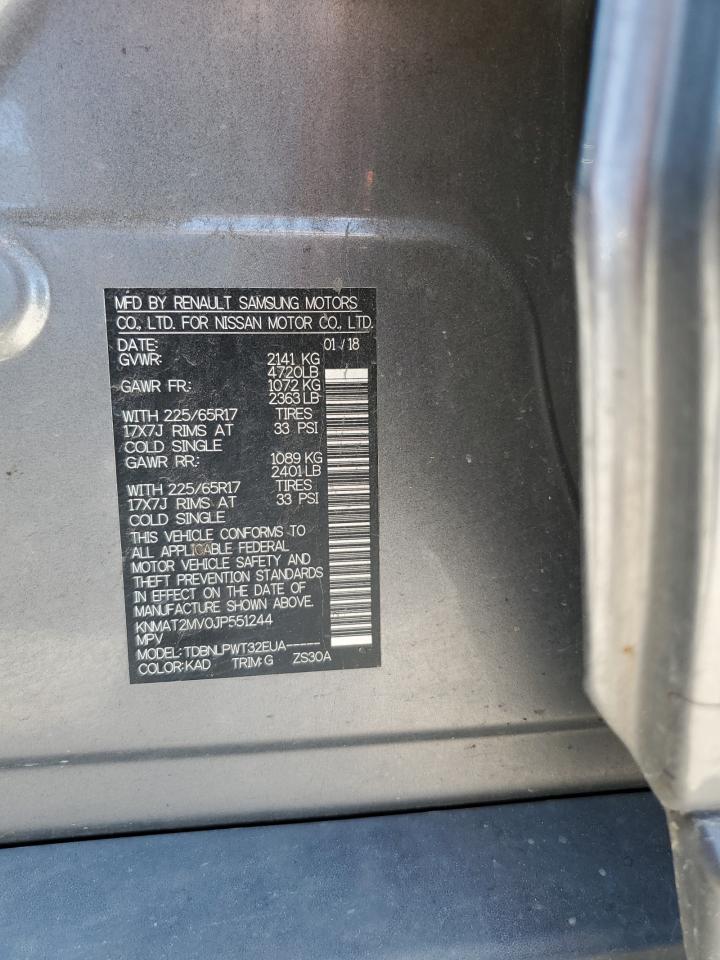 MFD BY RENAULT SAMSUNG MOTORS
CO., LTD. FOR NISSAN MOTOR CO., LTD.
DATE: 01 / 18
GVWR: 2141 KG
4720LB
GAWR FR.: 1072 KG
2363 LB
WITH 225/65R17 TIRES
17X7J RIMS AT 33 PSI
COLD SINGLE
GAWR RR.: 1089 KG
2401 LB
WITH 225/65R17 TIRES
17X7J RIMS AT 33 PSI
COLD SINGLE
THIS VEHICLE CONFORMS TO
ALL APPLICABLE FEDERAL
MOTOR VEHICLE SAFETY AND
THEFT PREVENTION STANDARDS
IN EFFECT ON THE DATE OF
MANUFACTURE SHOWN ABOVE.
KNMAT2MV0JP551244
MPV
MODEL: TDBNLPWT32EUA-----
COLOR: KAD TRIM: G ZS30A